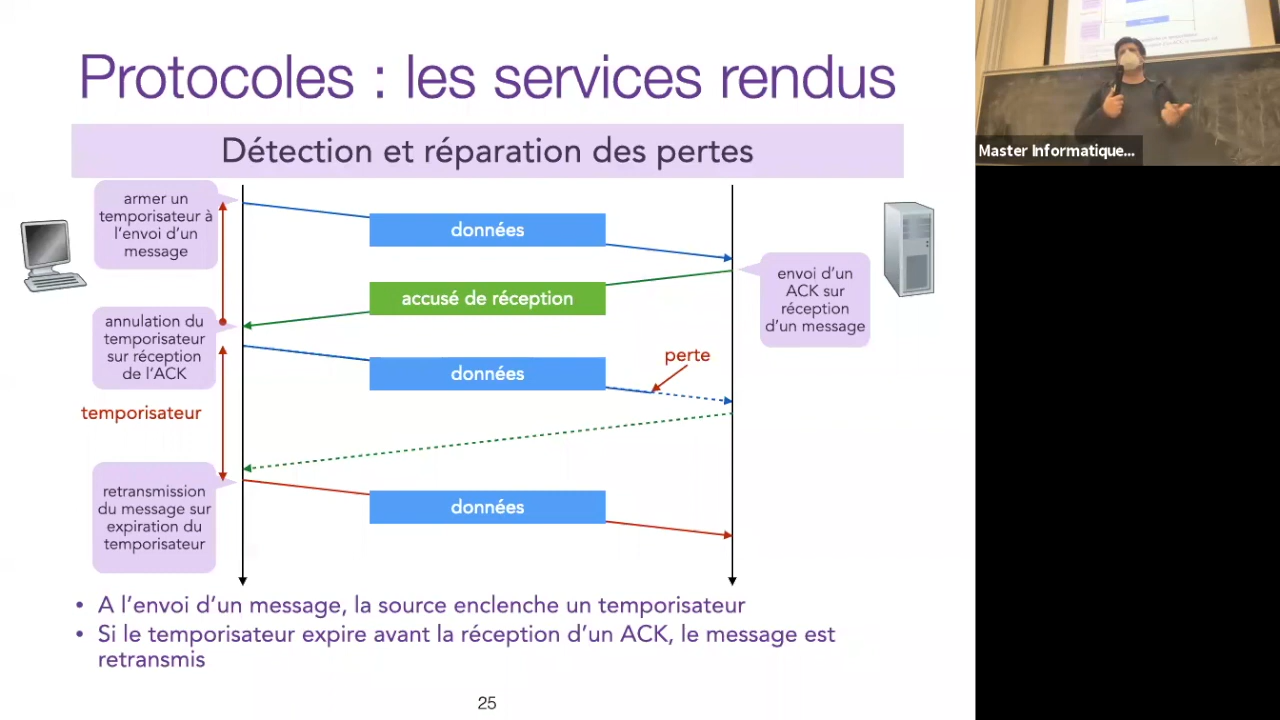 Protocoles : les services rendus
Détection et réparation des pertes
armer un
temporisateur à
l'envoi d'un
message
données
envoi d'un
ACK sur
réception
d'un message
accusé de réception
annulation du
temporisateur
sur réception
de l'ACK
données
perte
temporisateur
retransmission
du message sur
expiration du
temporisateur
données
• A l'envoi d'un message, la source enclenche un temporisateur
• Si le temporisateur expire avant la réception d'un ACK, le message est
retransmis
25
Master Informatique...